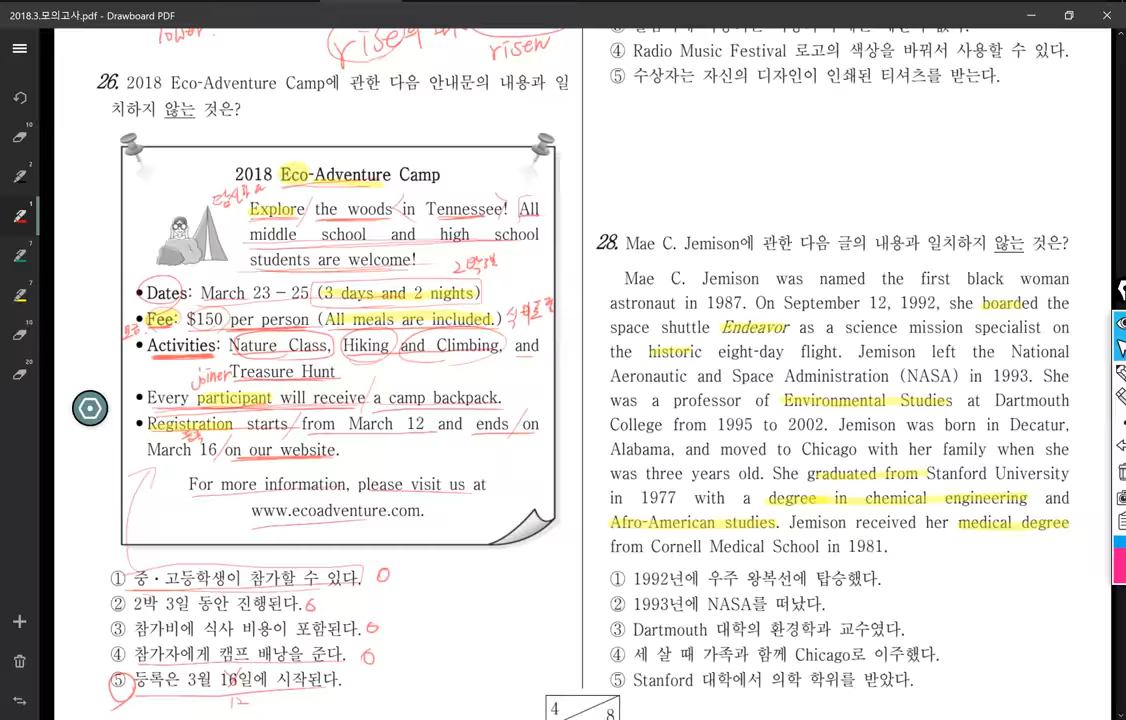 2018.3.모의고사.pdf - Drawboard PDF
lower.
risen
26. 2018 Eco-Adventure Camp에 관한 다음 안내문의 내용과 일
치하지 않는 것은?
2018 Eco-Adventure Camp
Explore the woods in Tennessee! All
middle school and high school
students are welcome!
2박3일
• Dates: March 23－25 (3 days and 2 nights)
• Fee: $150 per person (All meals are included.)
• Activities: Nature Class, Hiking and Climbing, and
joiner
Treasure Hunt
• Every participant will receive a camp backpack.
• Registration starts from March 12 and ends on
등록
March 16 on our website.
For more information, please visit us at
www.ecoadventure.com.
① 중・고등학생이 참가할 수 있다.
② 2박 3일 동안 진행된다.
③ 참가비에 식사 비용이 포함된다.
④ 참가자에게 캠프 배낭을 준다.
⑤ 등록은 3월 16일에 시작된다.
12
④ Radio Music Festival 로고의 색상을 바꿔서 사용할 수 있다.
⑤ 수상자는 자신의 디자인이 인쇄된 티셔츠를 받는다.
28. Mae C. Jemison에 관한 다음 글의 내용과 일치하지 않는 것은?
Mae C. Jemison was named the first black woman
astronaut in 1987. On September 12, 1992, she boarded the
space shuttle Endeavor as a science mission specialist on
the historic eight-day flight. Jemison left the National
Aeronautic and Space Administration (NASA) in 1993. She
was a professor of Environmental Studies at Dartmouth
College from 1995 to 2002. Jemison was born in Decatur,
Alabama, and moved to Chicago with her family when she
was three years old. She graduated from Stanford University
in 1977 with a degree in chemical engineering and
Afro-American studies. Jemison received her medical degree
from Cornell Medical School in 1981.
① 1992년에 우주 왕복선에 탑승했다.
② 1993년에 NASA를 떠났다.
③ Dartmouth 대학의 환경학과 교수였다.
④ 세 살 때 가족과 함께 Chicago로 이주했다.
⑤ Stanford 대학에서 의학 학위를 받았다.
4
8